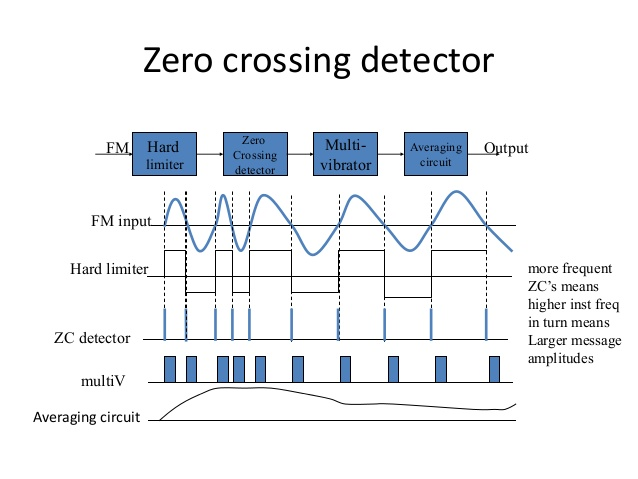 Zero crossing detector
FM
Hard
limiter
Zero
Crossing
detector
Multi-
vibrator
Averaging
circuit
Output
FM input
Hard limiter
ZC detector
multiV
Averaging circuit
more frequent
ZC’s means
higher inst freq
in turn means
Larger message
amplitudes